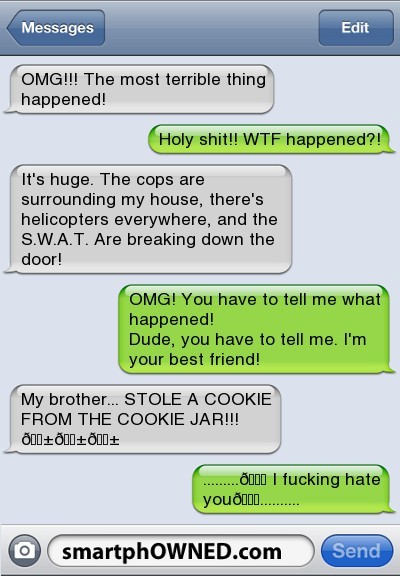 Messages
Edit
OMG!!! The most terrible thing
happened!
Holy shit!! WTF happened?!
It's huge. The cops are
surrounding my house, there's
helicopters everywhere, and the
S.W.A.T. Are breaking down the
door!
OMG! You have to tell me what
happened!
Dude, you have to tell me. I'm
your best friend!
My brother... STOLE A COOKIE
FROM THE COOKIE JAR!!!
ð±ð±ð±
.........ð I fucking hate
youð..........
smartphOWNED.com
Send